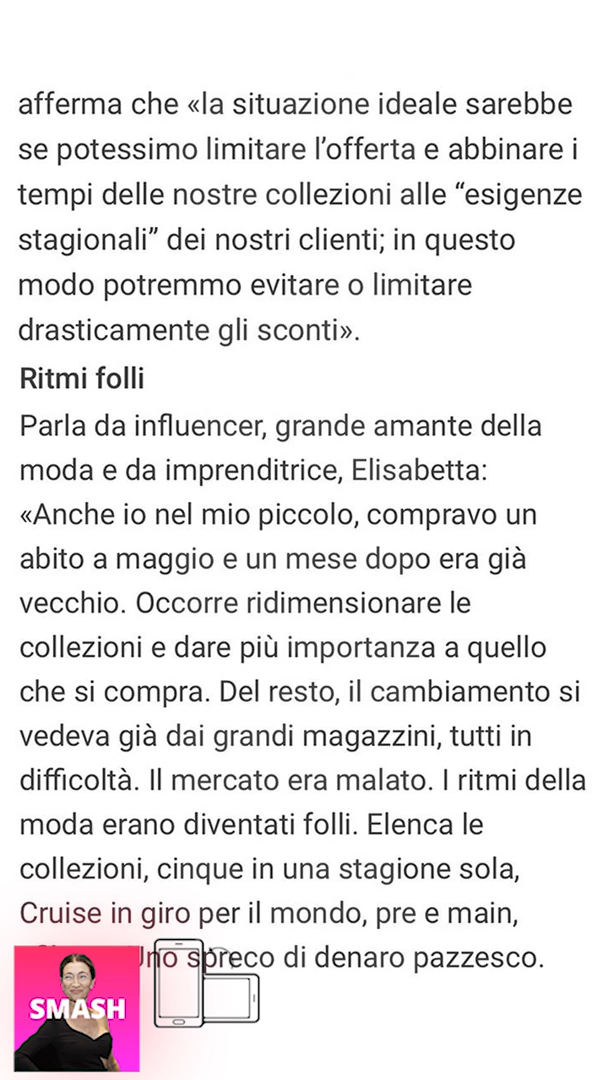 afferma che «la situazione ideale sarebbe
se potessimo limitare l’offerta e abbinare i
tempi delle nostre collezioni alle “esigenze
stagionali” dei nostri clienti; in questo
modo potremmo evitare o limitare
drasticamente gli sconti».
Ritmi folli
Parla da influencer, grande amante della
moda e da imprenditrice, Elisabetta:
«Anche io nel mio piccolo, compravo un
abito a maggio e un mese dopo era già
vecchio. Occorre ridimensionare le
collezioni e dare più importanza a quello
che si compra. Del resto, il cambiamento si
vedeva già dai grandi magazzini, tutti in
difficoltà. Il mercato era malato. I ritmi della
moda erano diventati folli. Elenca le
collezioni, cinque in una stagione sola,
Cruise in giro per il mondo, pre e main,
Uno spreco di denaro pazzesco.
SMASH